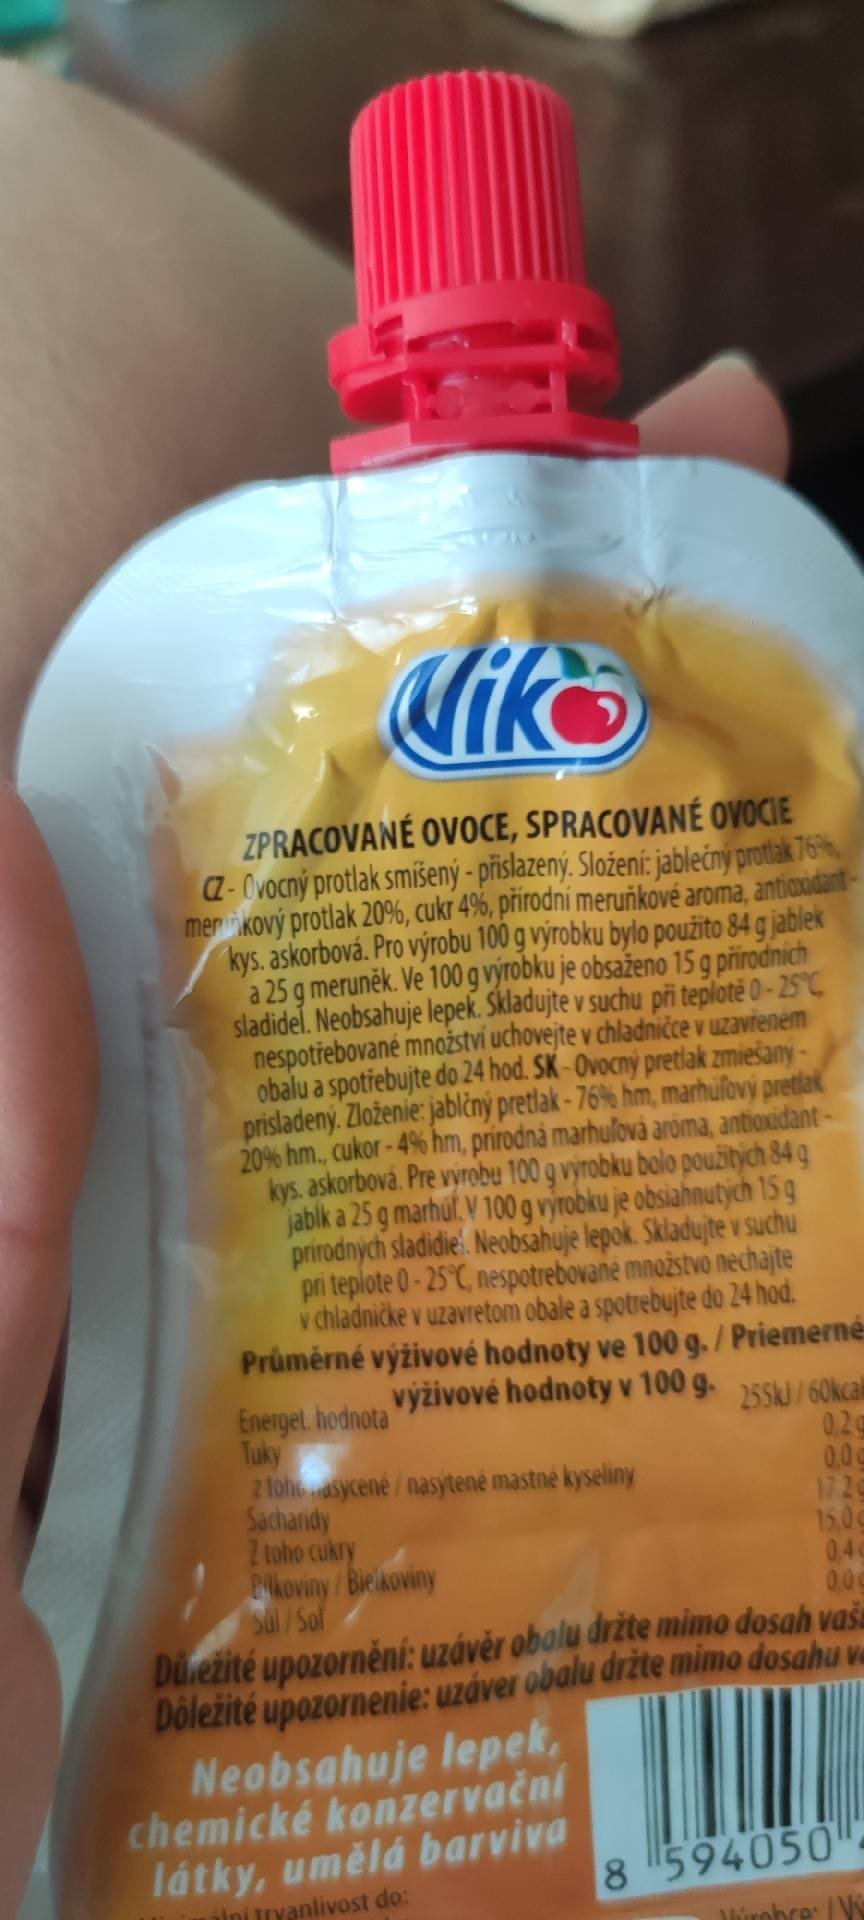 Niko
ZPRACOVANÉ OVOCE, SPRACOVANÉ OVOCIE
CZ - Ovocný protlak smíšený - přislazený. Složení: jablečný protlak 76%,
meruňkový protlak 20%, cukr 4%, přírodní meruňkové aroma, antioxidant -
kys. askorbová. Pro výrobu 100 g výrobku bylo použito 84 g jablek
a 25 g meruněk. Ve 100 g výrobku je obsaženo 15 g přírodních
sladidel. Neobsahuje lepek. Skladujte v suchu při teplotě 0 - 25°C,
nespotřebované množství uchovejte v chladničce v uzavřeném
obalu a spotřebujte do 24 hod. SK - Ovocný pretlak zmiešaný -
prisladený. Zloženie: jablčný pretlak - 76% hm, marhuľový pretlak
20% hm., cukor - 4% hm, prírodná marhuľová aróma, antioxidant -
kys. askorbová. Pre výrobu 100 g výrobku bolo použitých 84 g
jabĺk a 25 g marhúľ. V 100 g výrobku je obsiahnutých 15 g
prírodných sladidiel. Neobsahuje lepok. Skladujte v suchu
pri teplote 0 - 25°C, nespotrebované množstvo nechajte
v chladničke v uzavretom obale a spotrebujte do 24 hod.
Průměrné výživové hodnoty ve 100 g. / Priemerné
výživové hodnoty v 100 g.
Energet. hodnota 255kJ / 60kcal
Tuky 0,2g
z toho nasycené / nasýtené mastné kyseliny 0,0g
Sacharidy 17,2g
Z toho cukry 15,0g
Bílkoviny / Bielkoviny 0,4g
Sůl / Soľ 0,0g
Důležité upozornění: uzávěr obalu držte mimo dosah
Dôležité upozornenie: uzáver obalu držte mimo dosahu
Neobsahuje lepek,
chemické konzervační
látky, umělá barviva
8 594050
trvanlivost do: